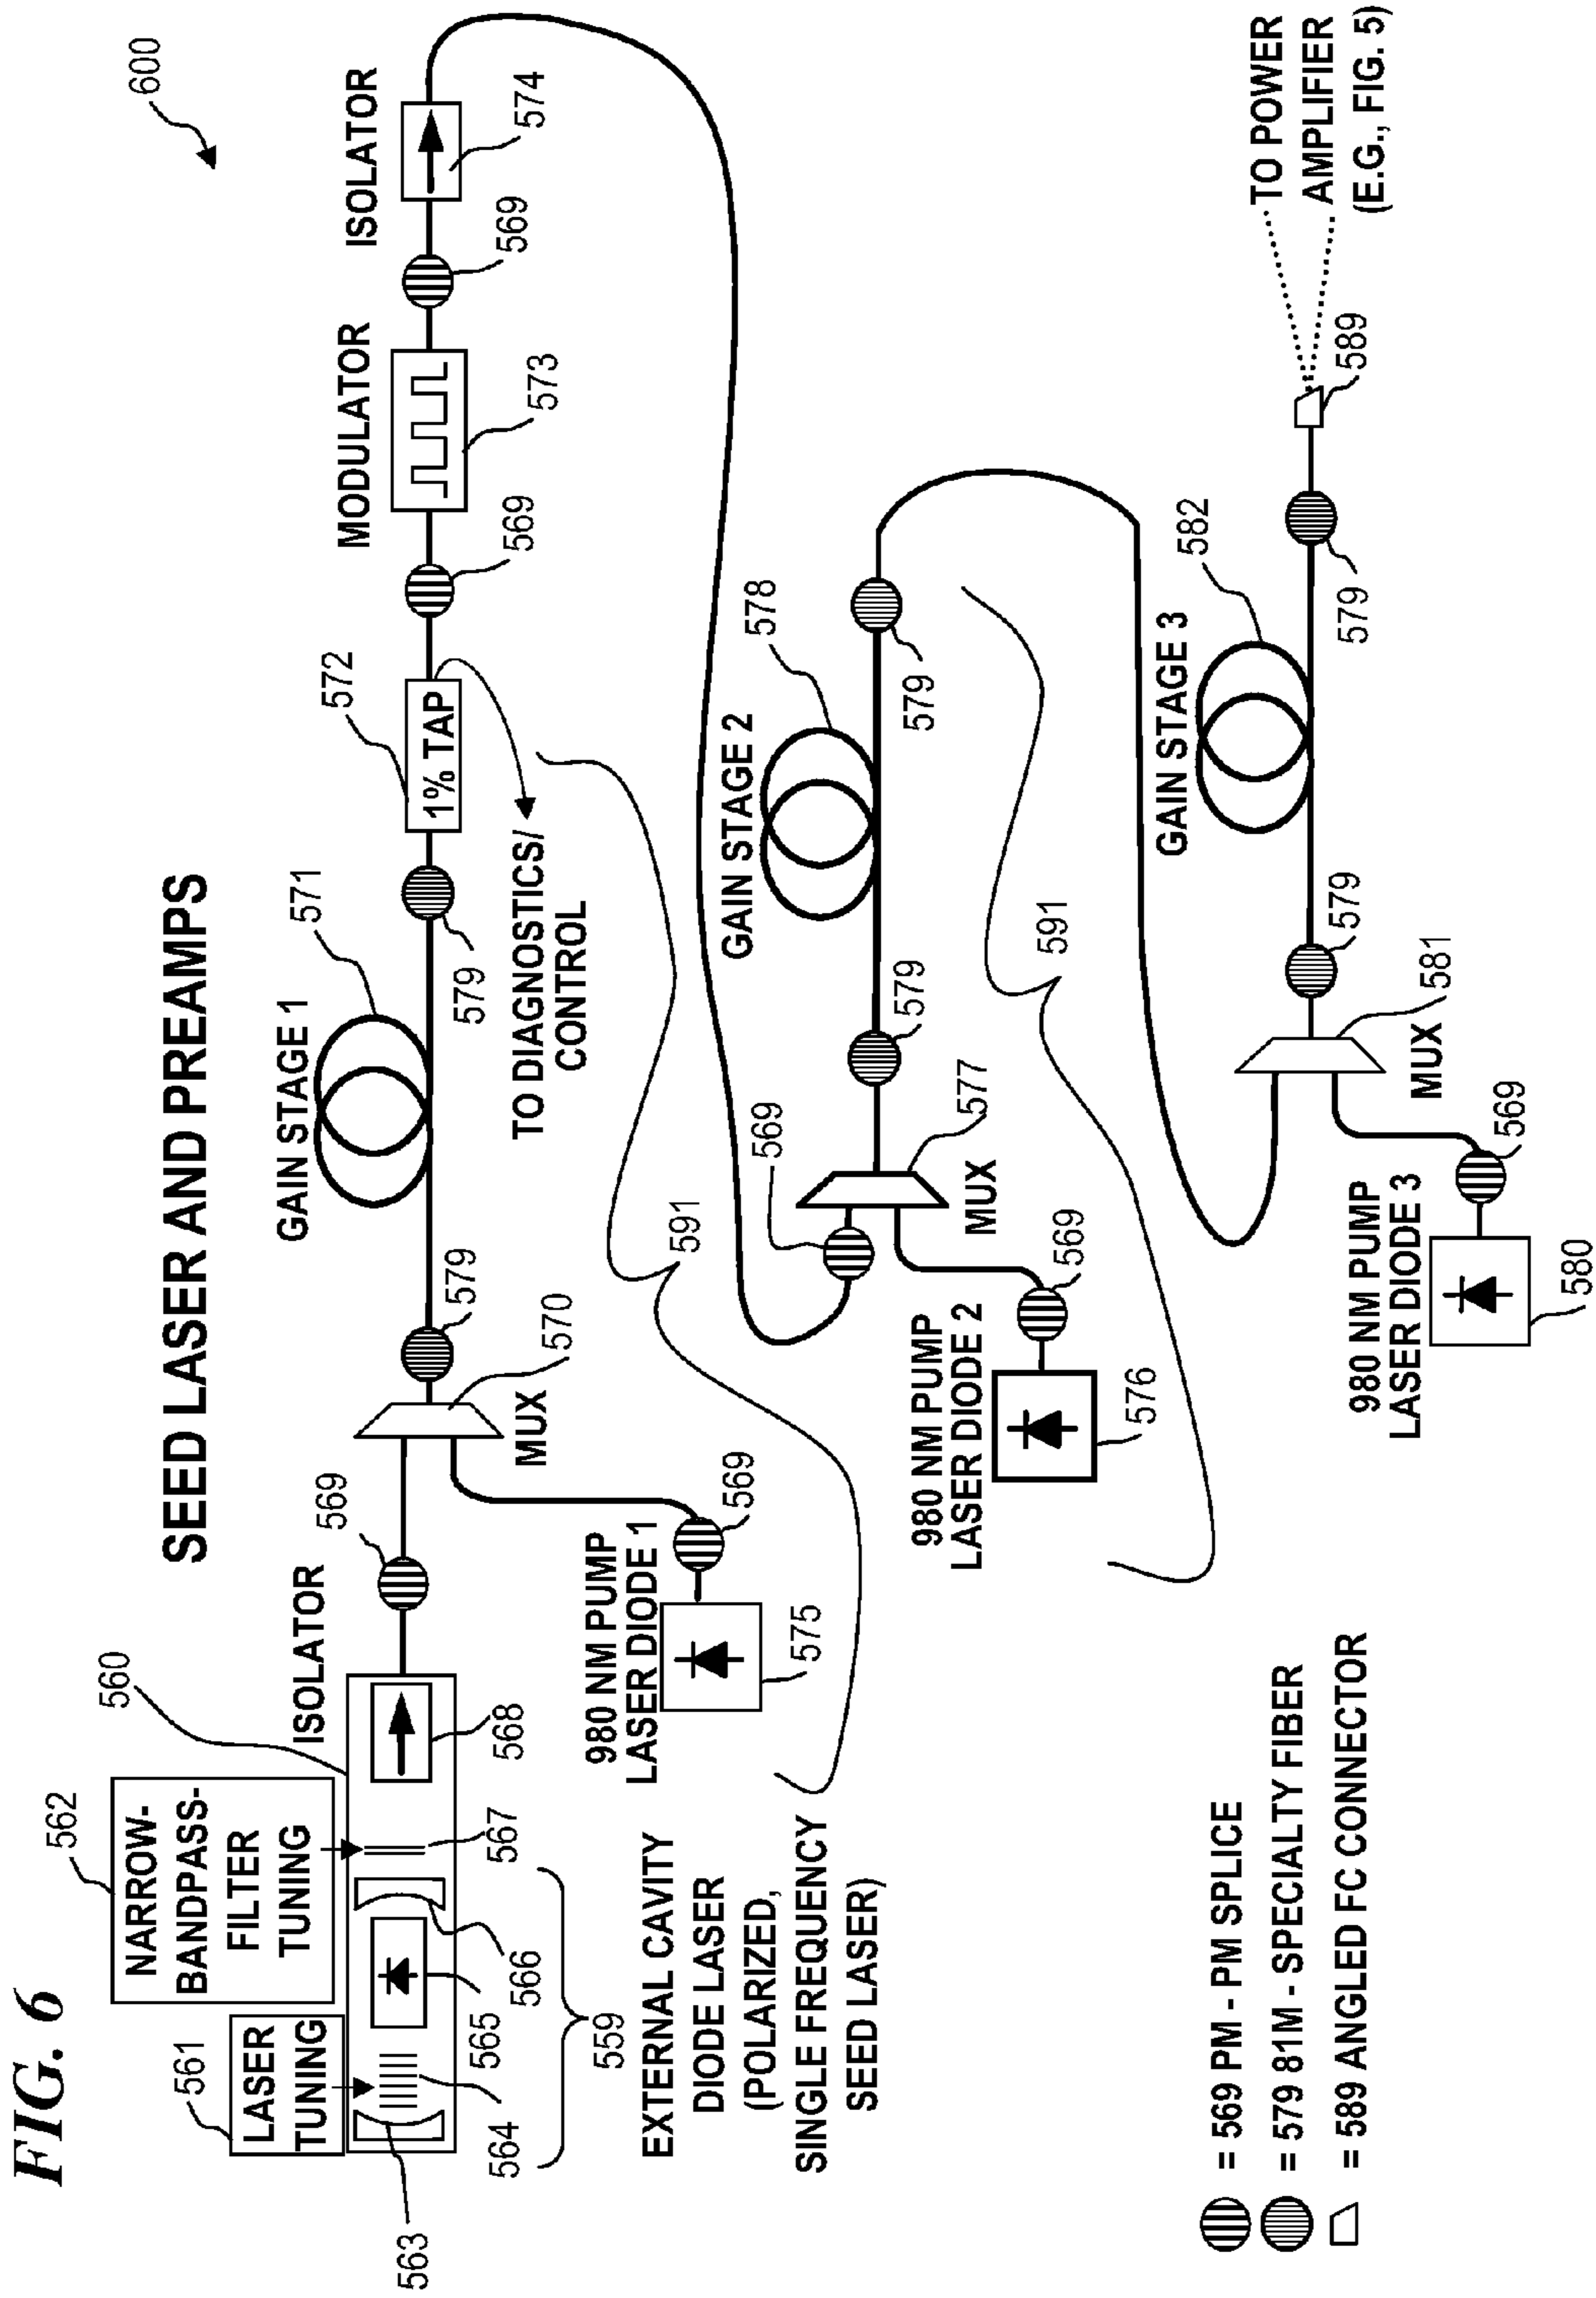 FIG. 6
SEED LASER AND PREAMPS
600
561
LASER
TUNING
562
NARROW-
BANDPASS-
FILTER
TUNING
560
ISOLATOR
569
GAIN STAGE 1
571
572
1% TAP
MODULATOR
569
573
ISOLATOR
569
574
563
564
565
566
567
568
559
EXTERNAL CAVITY
DIODE LASER
(POLARIZED,
SINGLE FREQUENCY
SEED LASER)
MUX
570
579
579
TO DIAGNOSTICS/
CONTROL
980 NM PUMP
LASER DIODE 1
569
575
591
GAIN STAGE 2
578
569
577
MUX
579
579
980 NM PUMP
LASER DIODE 2
569
576
591
GAIN STAGE 3
582
579
581
MUX
579
589
TO POWER
AMPLIFIER
(E.G., FIG. 5)
980 NM PUMP
LASER DIODE 3
569
580
= 569 PM - PM SPLICE
= 579 81M - SPECIALTY FIBER
= 589 ANGLED FC CONNECTOR